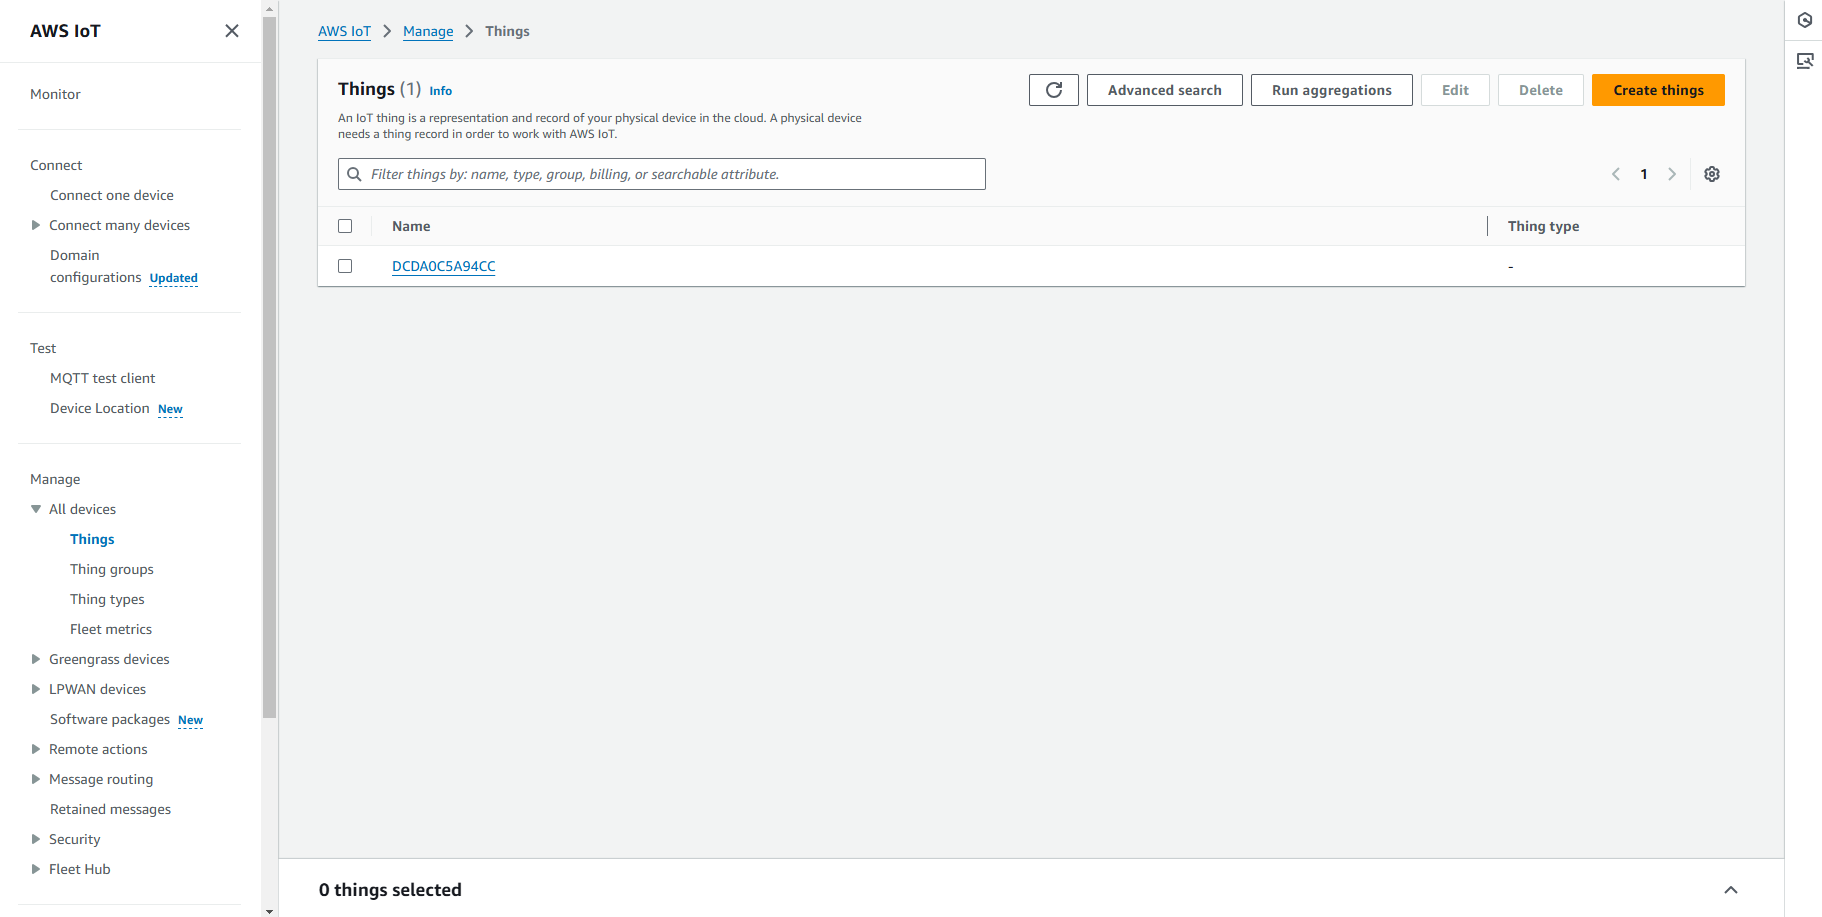 AWS IoT
Monitor
Connect
Connect one device
Connect many devices
Domain
configurations Updated
Test
MQTT test client
Device Location New
Manage
All devices
Things
Thing groups
Thing types
Fleet metrics
Greengrass devices
LPWAN devices
Software packages New
Remote actions
Message routing
Retained messages
Security
Fleet Hub
AWS IoT > Manage > Things
Things (1) Info
Advanced search
Run aggregations
Edit
Delete
Create things
An IoT thing is a representation and record of your physical device in the cloud. A physical device
needs a thing record in order to work with AWS IoT.
Filter things by: name, type, group, billing, or searchable attribute.
1
Name Thing type
DCDA0C5A94CC -
0 things selected